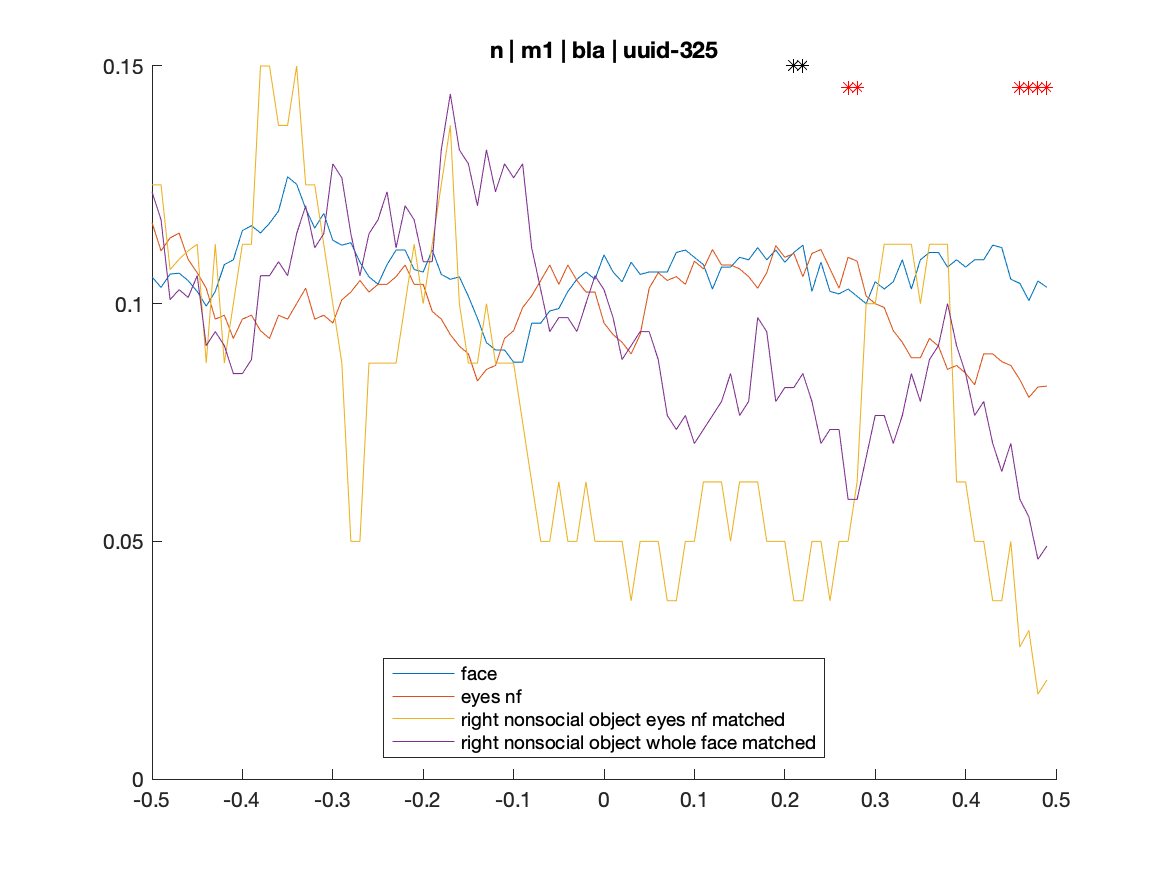 n | m1 | bla | uuid-325
0.15
0.1
0.05
0
face
eyes nf
right nonsocial object eyes nf matched
right nonsocial object whole face matched
-0.5 -0.4 -0.3 -0.2 -0.1 0 0.1 0.2 0.3 0.4 0.5